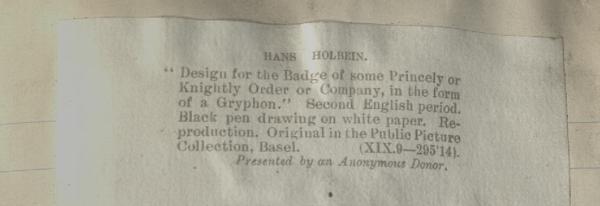 HANS HOLBEIN.
“ Design for the Badge of some Princely or
Knightly Order or Company, in the form
of a Gryphon.” Second English period.
Black pen drawing on white paper. Re-
production. Original in the Public Picture
Collection, Basel. (XIX.9—295'14).
Presented by an Anonymous Donor.